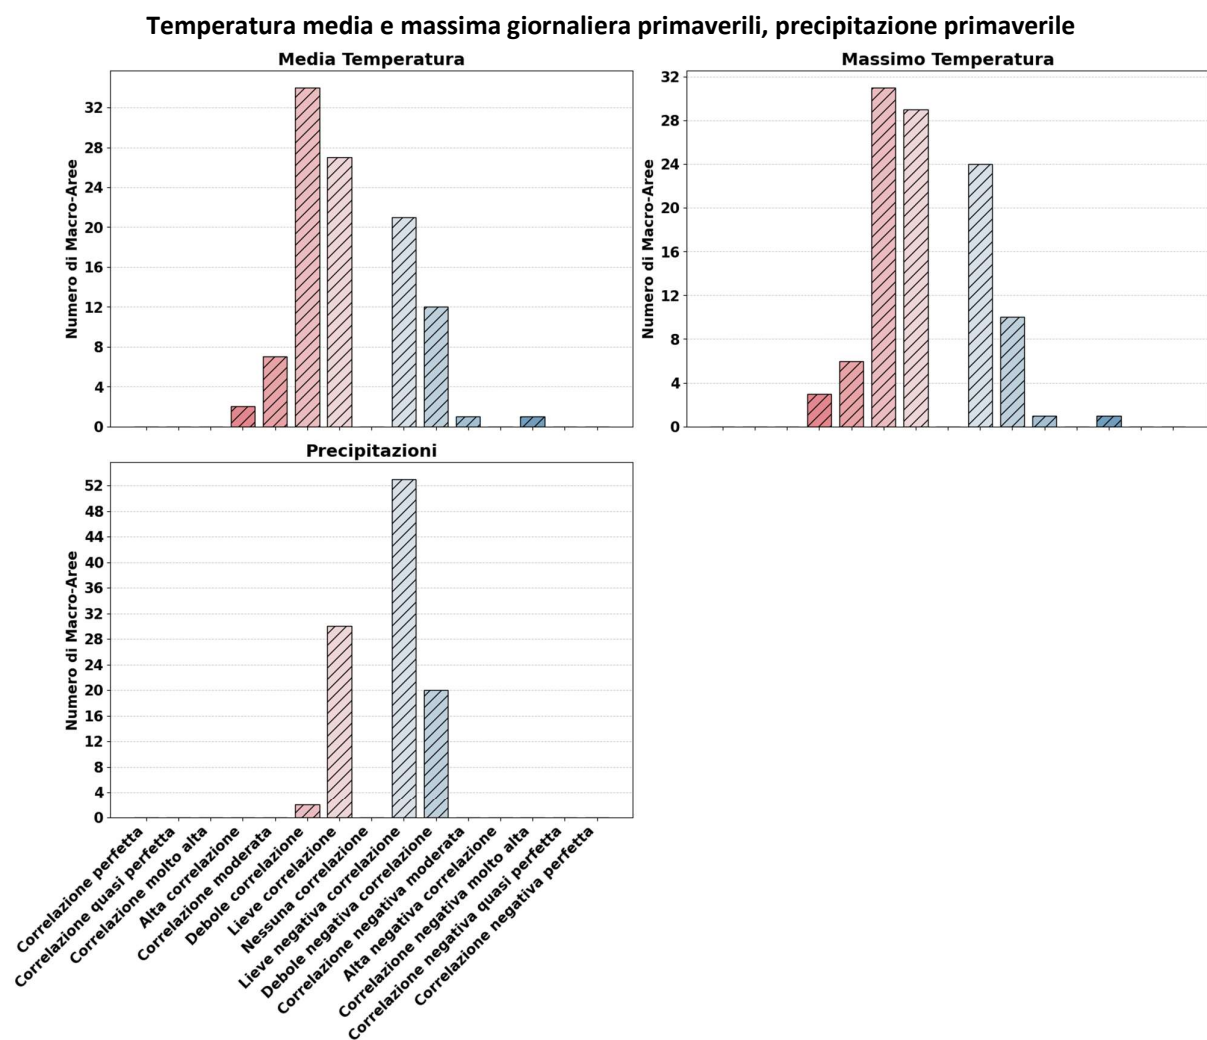 Temperatura media e massima giornaliera primaverili, precipitazione primaverile
Media Temperatura
Numero di Macro-Aree
32
28
24
20
16
12
8
4
0
Massimo Temperatura
Numero di Macro-Aree
32
28
24
20
16
12
8
4
0
Precipitazioni
Numero di Macro-Aree
52
48
44
40
36
32
28
24
20
16
12
8
4
0
Correlazione perfetta
Correlazione quasi perfetta
Correlazione molto alta
Alta correlazione
Correlazione moderata
Debole correlazione
Lieve correlazione
Nessuna correlazione
Lieve negativa correlazione
Debole negativa correlazione
Correlazione negativa moderata
Alta negativa correlazione
Correlazione negativa molto alta
Correlazione negativa quasi perfetta
Correlazione negativa perfetta